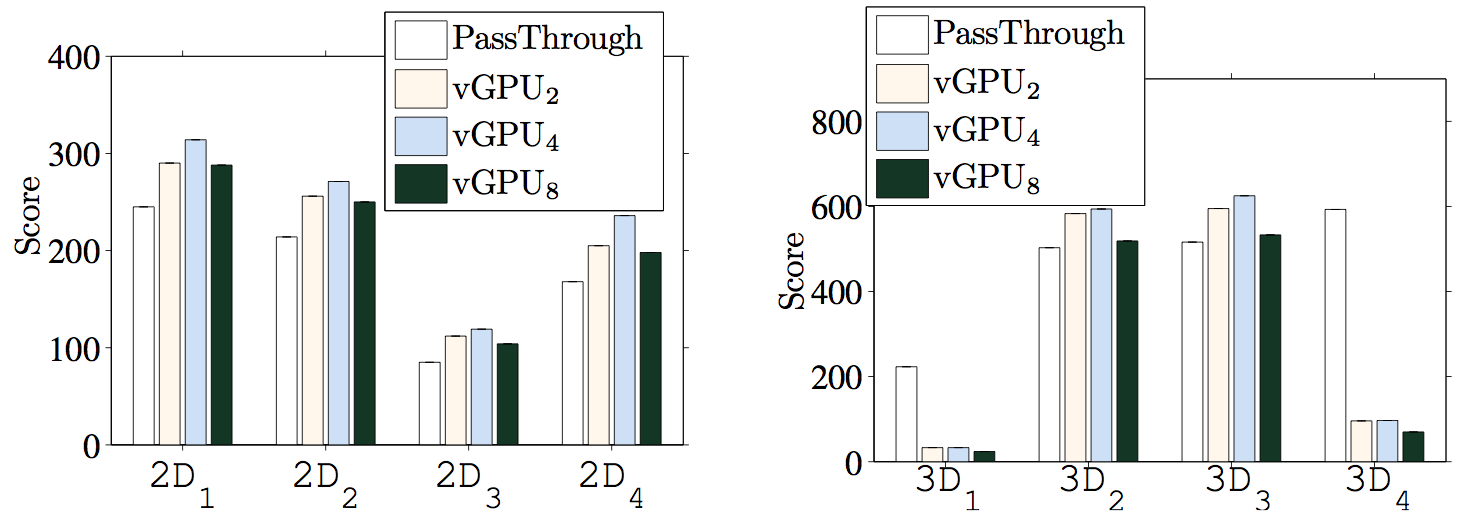 PassThrough
vGPU₂
vGPU₄
vGPU₈
400
300
200
100
0
Score
2D₁ 2D₂ 2D₃ 2D₄
PassThrough
vGPU₂
vGPU₄
vGPU₈
800
600
400
200
0
Score
3D₁ 3D₂ 3D₃ 3D₄